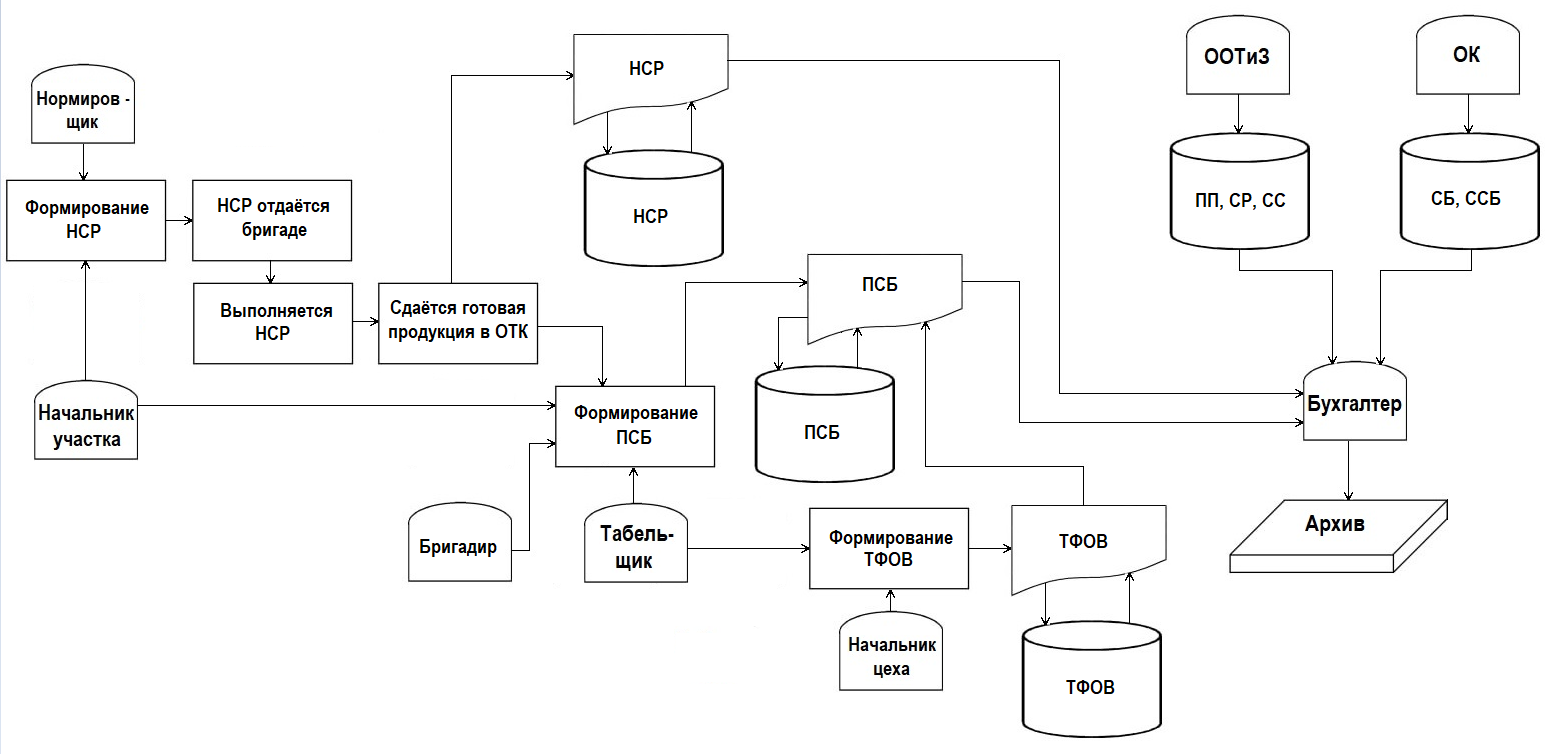 НСР
ООТиЗ
ОК
Нормиров -
щик
ПП, СР, СС
СБ, ССБ
Формирование
НСР
НСР отдаётся
бригаде
НСР
Выполняется
НСР
Сдаётся готовая
продукция в ОТК
ПСБ
Начальник
участка
Формирование
ПСБ
ПСБ
Бухгалтер
Бригадир
Табель-
щик
Формирование
ТФОВ
ТФОВ
Архив
Начальник
цеха
ТФОВ